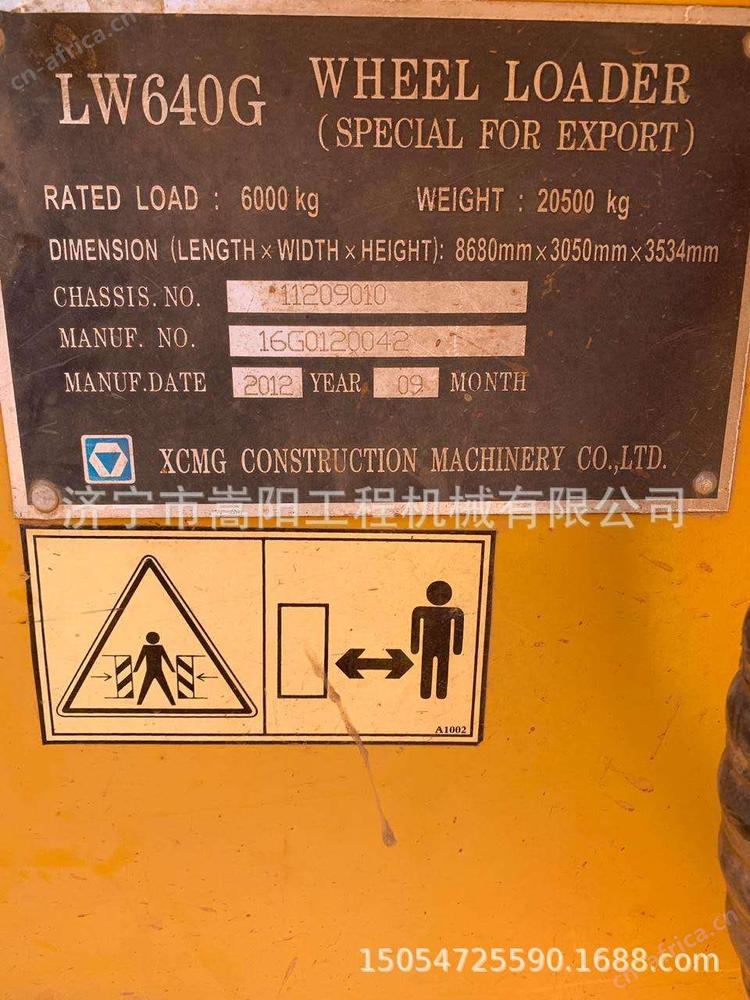 cn-africa.cn
LW640G WHEEL LOADER
(SPECIAL FOR EXPORT)
RATED LOAD : 6000 kg WEIGHT : 20500 kg
DIMENSION (LENGTH×WIDTH×HEIGHT): 8680mm×3050mm×3534mm
CHASSIS. NO. 11209010
MANUF. NO. 16G0120042
MANUF.DATE 2012 YEAR 09 MONTH
XCMG CONSTRUCTION MACHINERY CO.,LTD.
济宁市嵩阳工程机械有限公司
A1002
15054725590.1688.com
cn-africa.cn